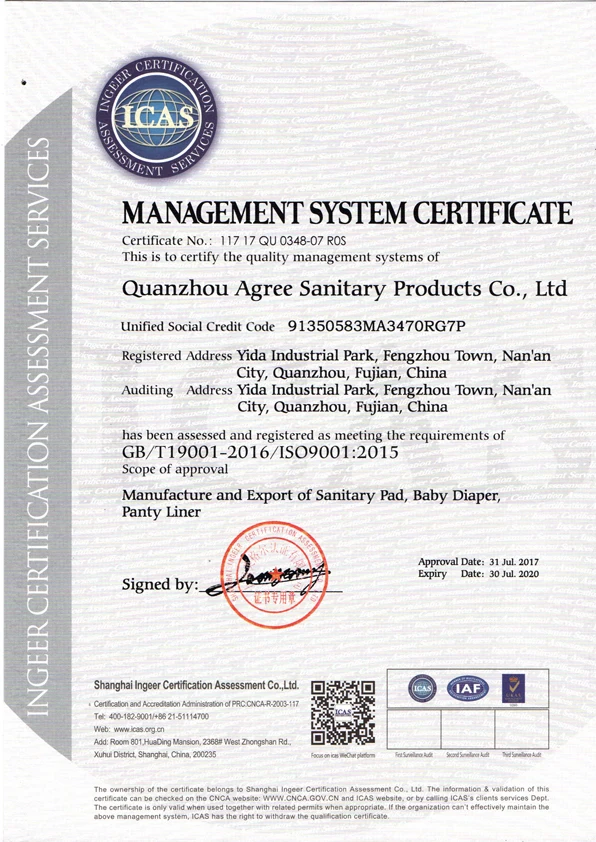 INGEER CERTIFICATION
ICAS
ASSESSMENT SERVICES
INGEER CERTIFICATION ASSESSMENT SERVICES
MANAGEMENT SYSTEM CERTIFICATE
Certificate No.: 117 17 QU 0348-07 R0S
This is to certify the quality management systems of
Quanzhou Agree Sanitary Products Co., Ltd
Unified Social Credit Code 91350583MA3470RG7P
Registered Address Yida Industrial Park, Fengzhou Town, Nan'an
City, Quanzhou, Fujian, China
Auditing Address Yida Industrial Park, Fengzhou Town, Nan'an
City, Quanzhou, Fujian, China
has been assessed and registered as meeting the requirements of
GB/T19001-2016/ISO9001:2015
Scope of approval
Manufacture and Export of Sanitary Pad, Baby Diaper,
Panty Liner
Approval Date: 31 Jul. 2017
Expiry Date: 30 Jul. 2020
Signed by:
证书专用章
Shanghai Ingeer Certification Assessment Co.,Ltd.
Certification and Accreditation Administration of PRC.CNCA-R-2003-117
Tel: 400-182-9001/+86 21-51114700
Web: www.icas.org.cn
Add: Room 801,HuaDing Mansion, 2368# West Zhongshan Rd.,
Xuhui District, Shanghai, China, 200235
ICAS
Focus on icas WeChat platform
ICAS
IAF
UKAS
First Surveillance Audit
Second Surveillance Audit
Third Surveillance Audit
The ownership of the certificate belongs to Shanghai Ingeer Certification Assessment Co., Ltd. The information & validation of this
certificate can be checked on the CNCA website: WWW.CNCA.GOV.CN and ICAS website, or by calling ICAS's clients services Dept.
The certificate is only valid when used together with related permits when appropriate. If the organization can't effectively maintain the
above management system, ICAS has the right to withdraw the qualification certificate.